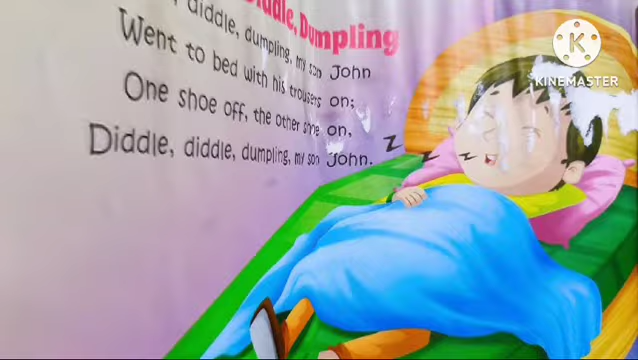 Diddle, Dumpling
diddle, dumpling, my son John
Went to bed with his trousers on;
One shoe off, the other shoe on,
Diddle, diddle, dumpling, my son John.
z z z
KINEMASTER